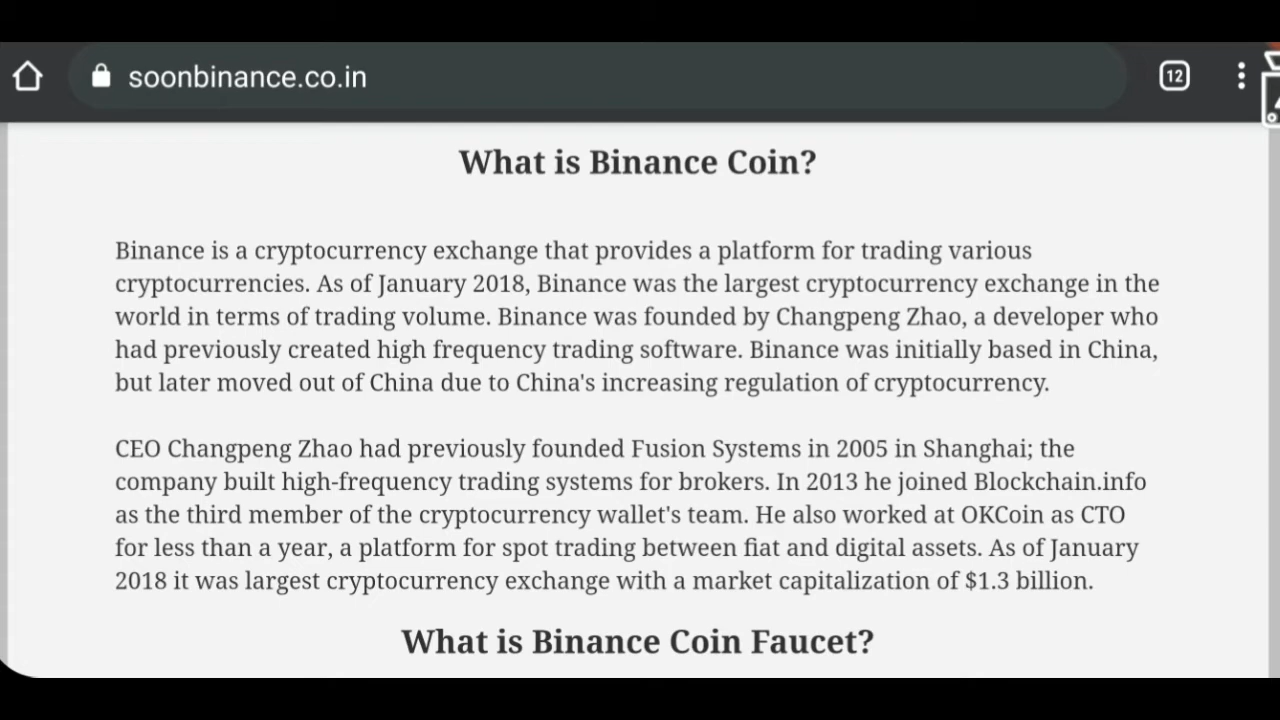 soonbinance.co.in
12
What is Binance Coin?
Binance is a cryptocurrency exchange that provides a platform for trading various
cryptocurrencies. As of January 2018, Binance was the largest cryptocurrency exchange in the
world in terms of trading volume. Binance was founded by Changpeng Zhao, a developer who
had previously created high frequency trading software. Binance was initially based in China,
but later moved out of China due to China's increasing regulation of cryptocurrency.
CEO Changpeng Zhao had previously founded Fusion Systems in 2005 in Shanghai; the
company built high-frequency trading systems for brokers. In 2013 he joined Blockchain.info
as the third member of the cryptocurrency wallet's team. He also worked at OKCoin as CTO
for less than a year, a platform for spot trading between fiat and digital assets. As of January
2018 it was largest cryptocurrency exchange with a market capitalization of $1.3 billion.
What is Binance Coin Faucet?